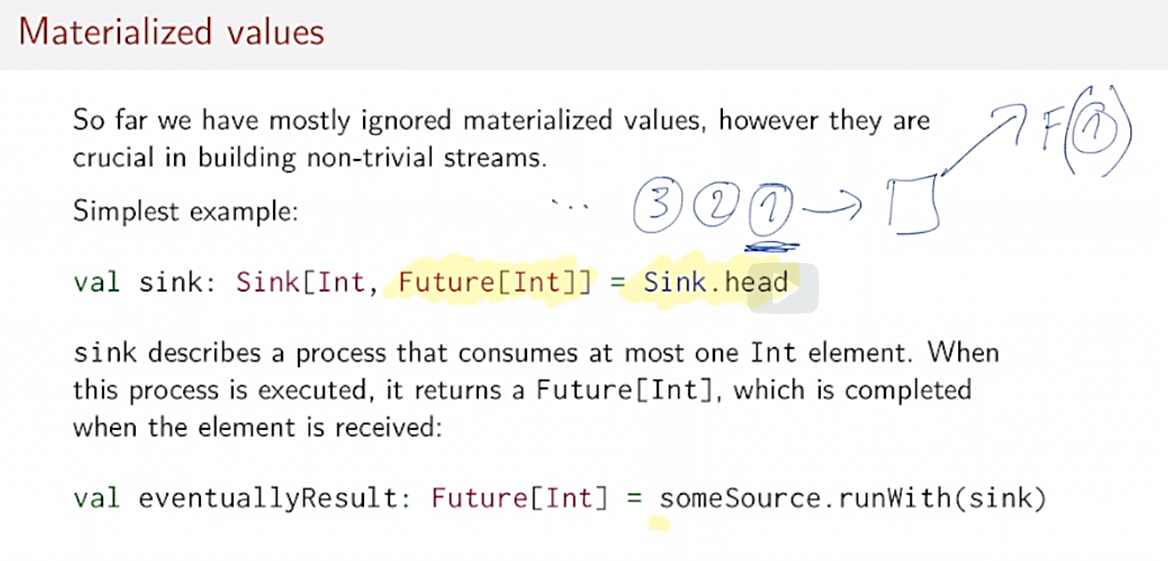 Materialized values
So far we have mostly ignored materialized values, however they are
crucial in building non-trivial streams.
F(1)
Simplest example:
... 3 2 1
val sink: Sink[Int, Future[Int]] = Sink.head
sink describes a process that consumes at most one Int element. When
this process is executed, it returns a Future[Int], which is completed
when the element is received:
val eventuallyResult: Future[Int] = someSource.runWith(sink)